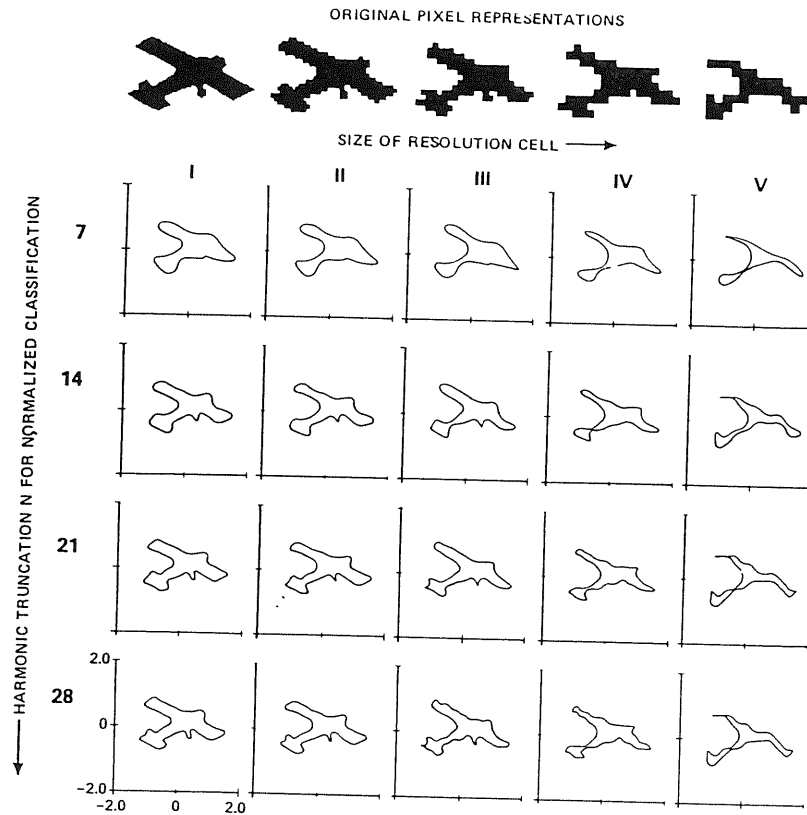 ORIGINAL PIXEL REPRESENTATIONS
SIZE OF RESOLUTION CELL
I II III IV V
HARMONIC TRUNCATION N FOR NORMALIZED CLASSIFICATION
7
14
21
28
2.0
0
-2.0
-2.0 0 2.0